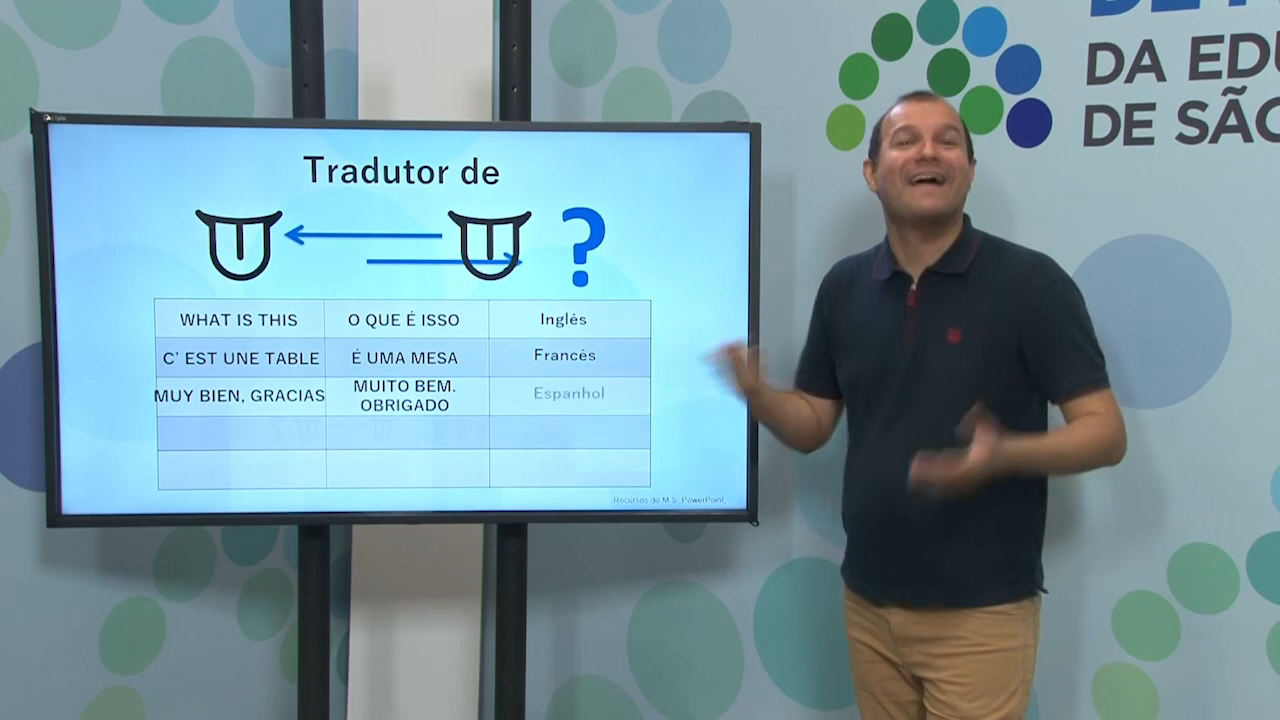 DA EDU
DE SÃO
Tradutor de
?
WHAT IS THIS
O QUE É ISSO
Inglês
C' EST UNE TABLE
É UMA MESA
Francês
MUY BIEN, GRACIAS
MUITO BEM.
OBRIGADO
Espanhol
Recursos do M.S. PowerPoint